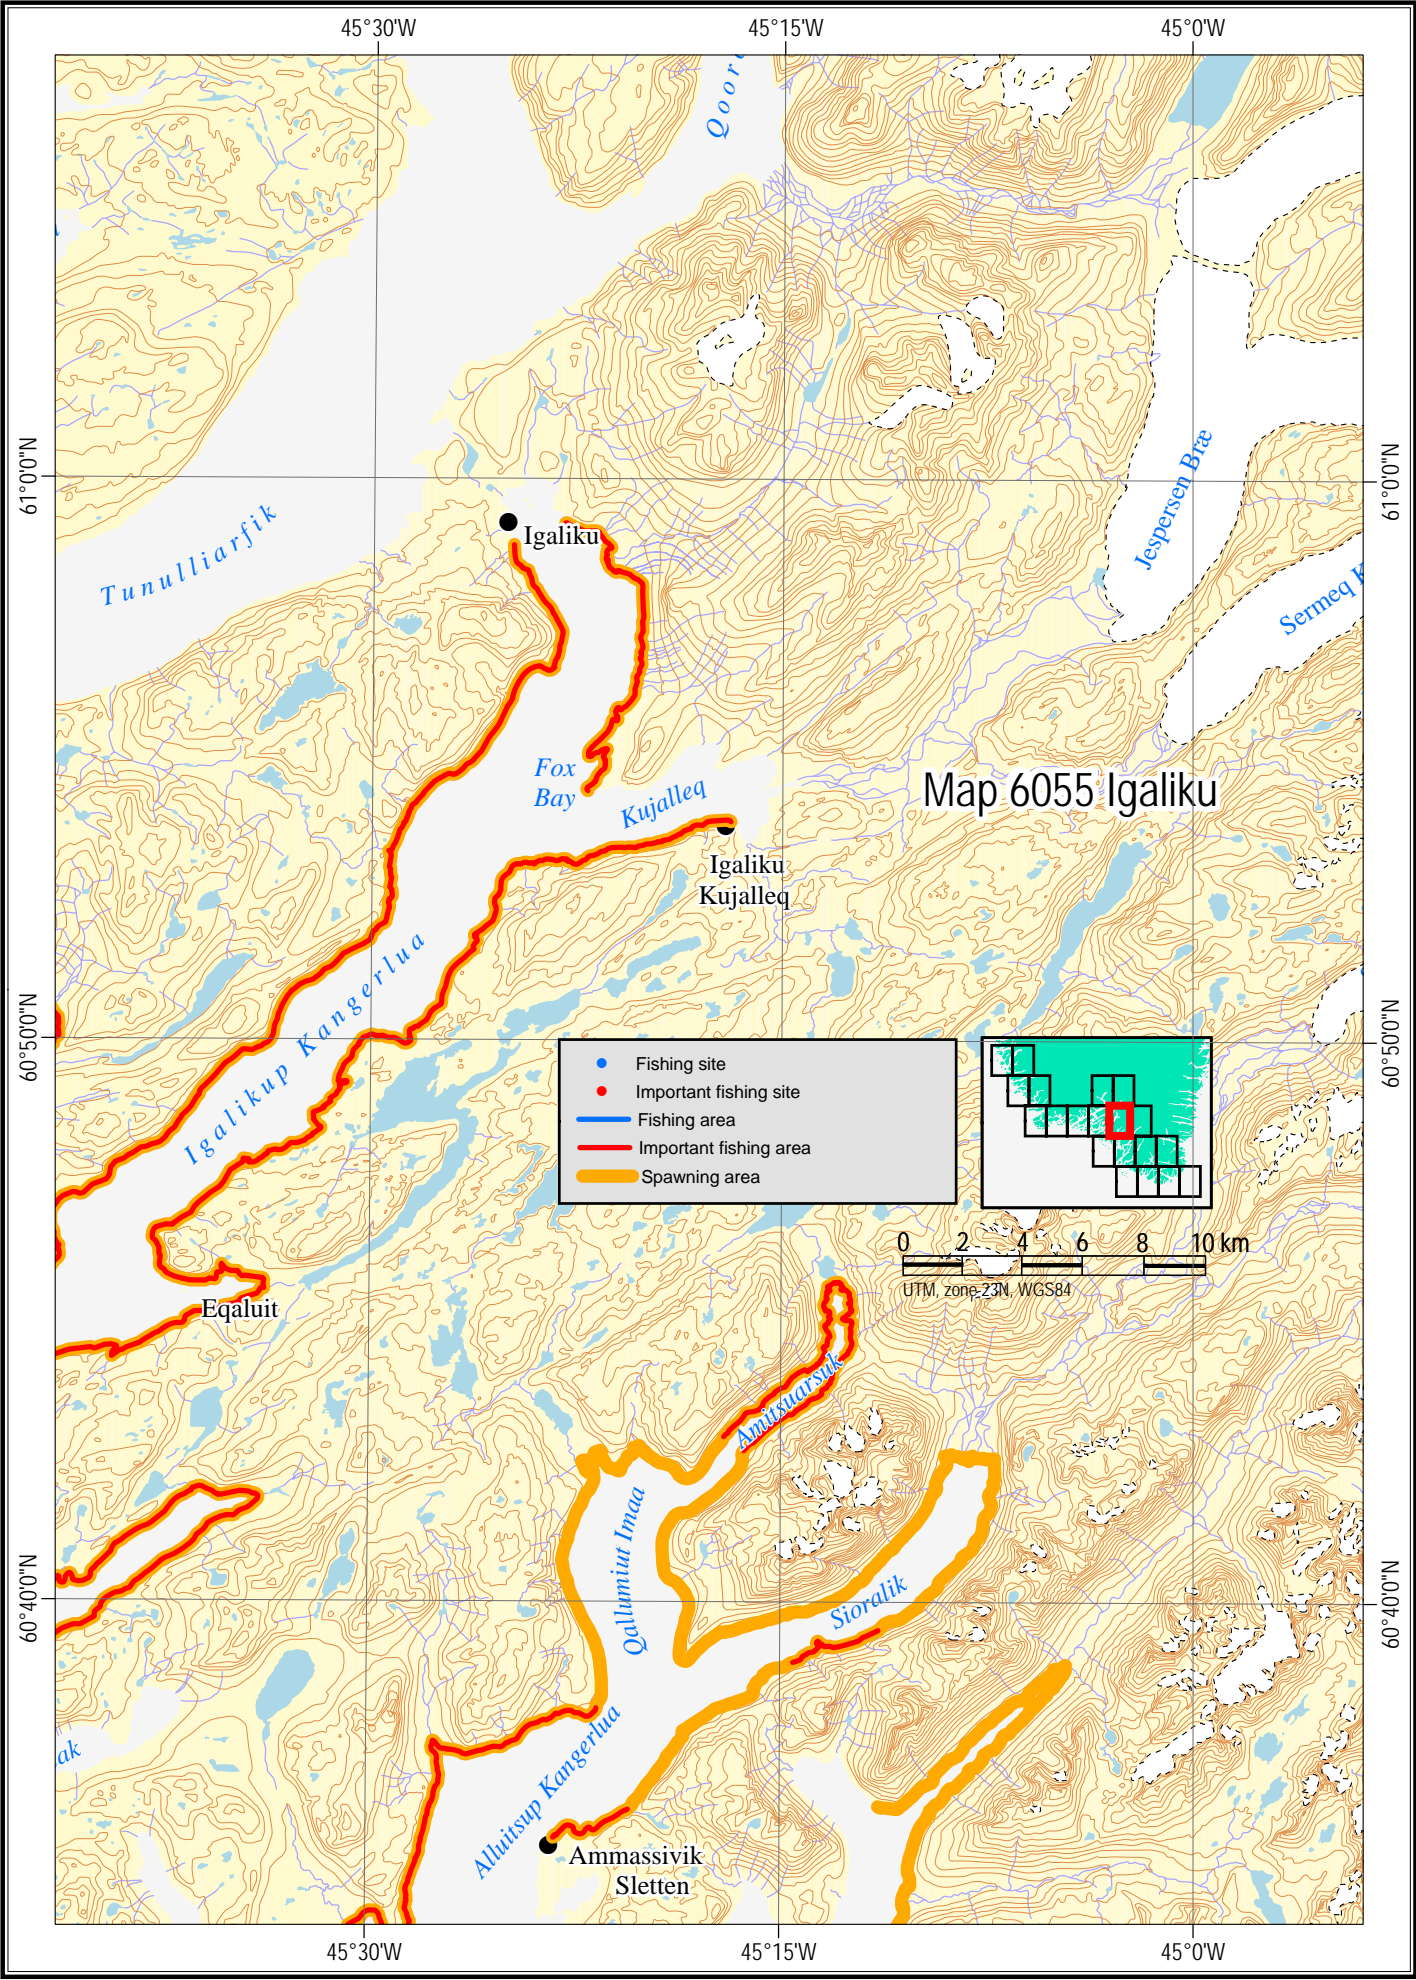 45°30'W 45°15'W 45°0'W
Qooro
61°0'0"N
61°0'0"N
Jespersen Bræ
Tunulliarfik
Igaliku
Sermeq K
Fox
Bay
Kujalleq
Map 6055 Igaliku
Igaliku
Kujalleq
Igalikup Kangerlua
60°50'0"N
60°50'0"N
Fishing site
Important fishing site
Fishing area
Important fishing area
Spawning area
0 2 4 6 8 10 km
UTM, zone 23N, WGS84
Eqaluit
Amitsuarsuk
Qallumiut Imaa
Sioralik
60°40'0"N
60°40'0"N
ak
Alluitsup Kangerlua
Ammassivik
Sletten
45°30'W 45°15'W 45°0'W